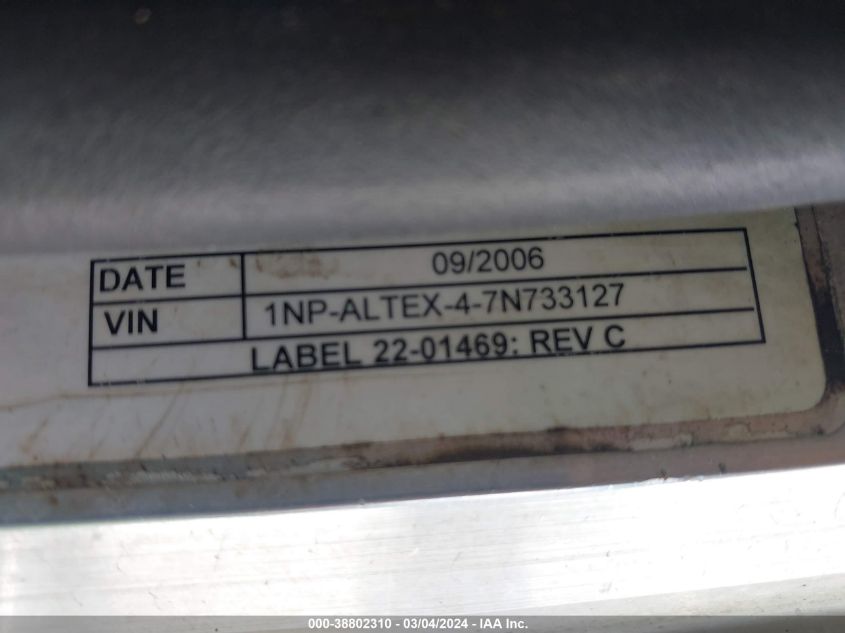 DATE 09/2006
VIN 1NP-ALTEX-4-7N733127
LABEL 22-01469: REV C
000-38802310 - 03/04/2024 - IAA Inc.